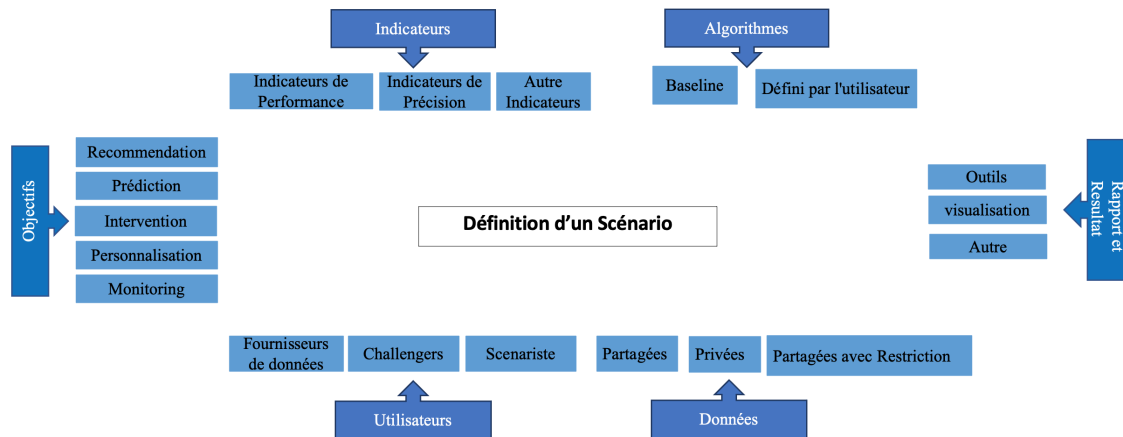 Indicateurs
Algorithmes
Indicateurs de
Performance
Indicateurs de
Précision
Autre
Indicateurs
Baseline
Défini par l'utilisateur
Objectifs
Recommendation
Prédiction
Intervention
Personnalisation
Monitoring
Définition d'un Scénario
Outils
visualisation
Autre
Rapport et
Resultat
Fournisseurs
de données
Challengers
Scenariste
Partagées
Privées
Partagées avec Restriction
Utilisateurs
Données